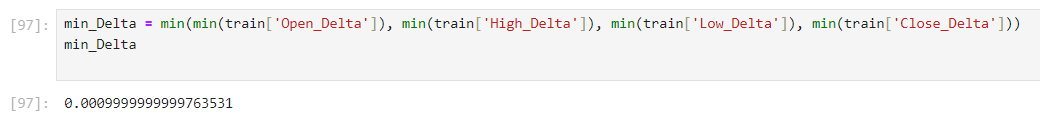 [97]: min_Delta = min(min(train['Open_Delta']), min(train['High_Delta']), min(train['Low_Delta']), min(train['Close_Delta']))
min_Delta
[97]: 0.0009999999999763531